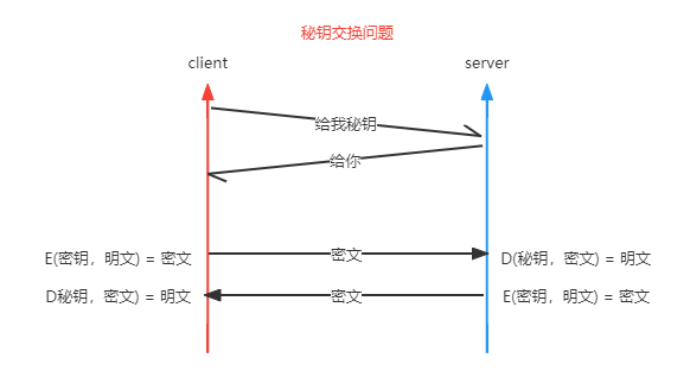 秘钥交换问题
client
server
给我秘钥
给你
E(密钥，明文) = 密文
密文
D(秘钥，密文) = 明文
D秘钥，密文) = 明文
密文
E(密钥，明文) = 密文